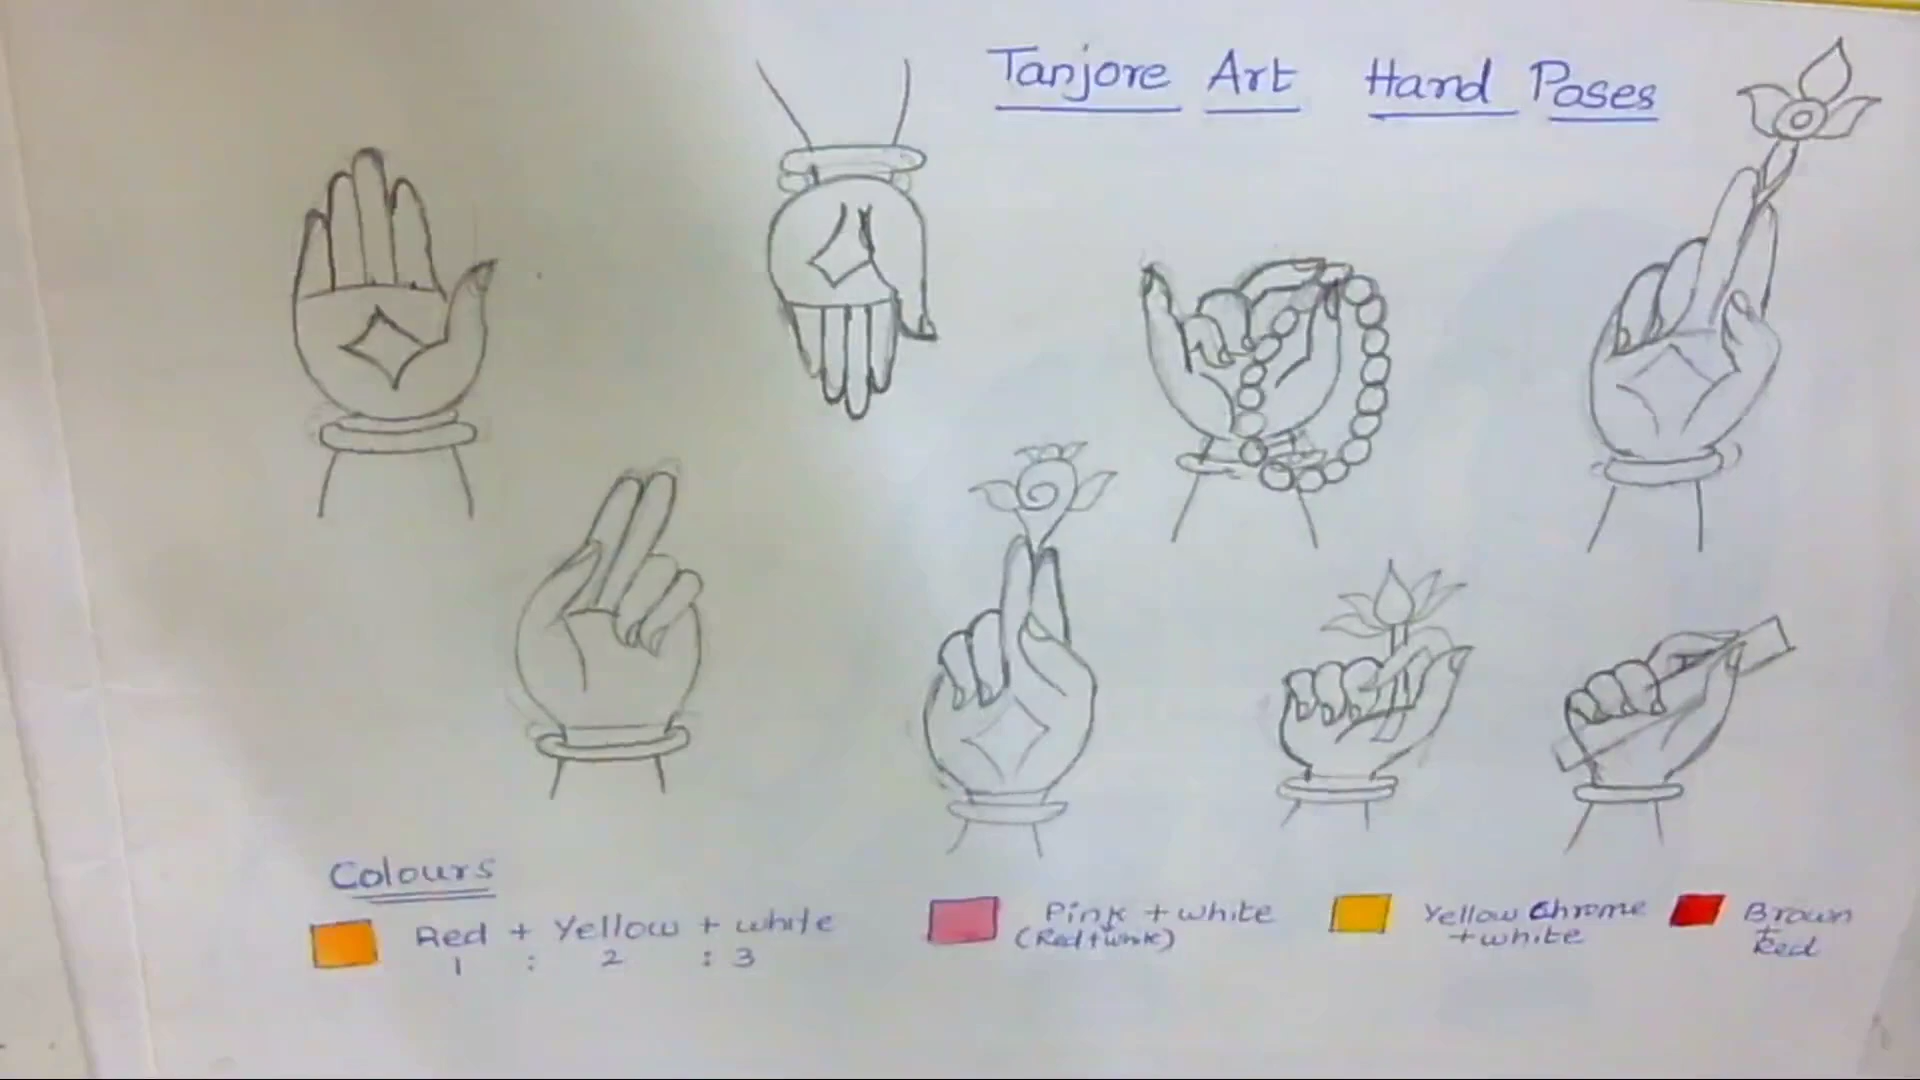 Tanjore Art Hand Poses
Colours
Red + Yellow + white
1 : 2 : 3
Pink + white
(Red + white)
Yellow Chrome
+ white
Brown
+
Red